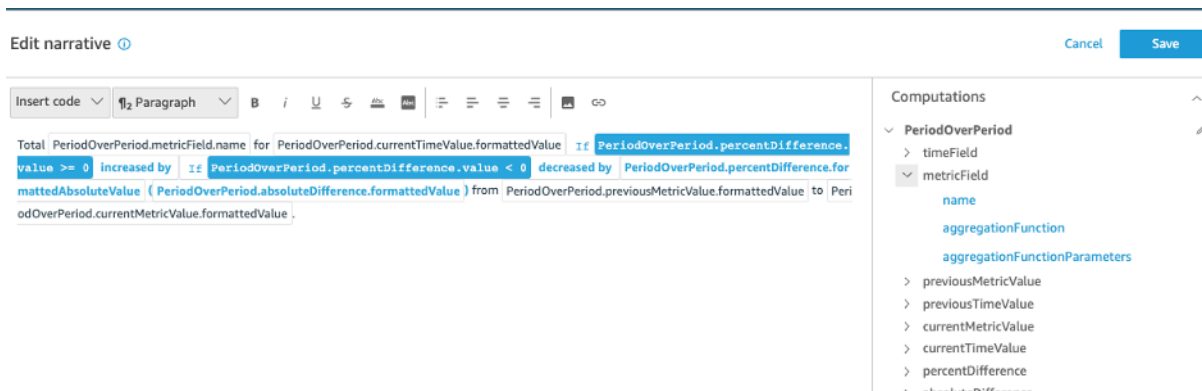 Edit narrative
Cancel
Save
Insert code
¶₂ Paragraph
B i U S Abc Abc
Total PeriodOverPeriod.metricField.name for PeriodOverPeriod.currentTimeValue.formattedValue If PeriodOverPeriod.percentDifference.
value >= 0 increased by If PeriodOverPeriod.percentDifference.value < 0 decreased by PeriodOverPeriod.percentDifference.for
mattedAbsoluteValue ( PeriodOverPeriod.absoluteDifference.formattedValue ) from PeriodOverPeriod.previousMetricValue.formattedValue to Peri
odOverPeriod.currentMetricValue.formattedValue .
Computations
PeriodOverPeriod
timeField
metricField
name
aggregationFunction
aggregationFunctionParameters
previousMetricValue
previousTimeValue
currentMetricValue
currentTimeValue
percentDifference